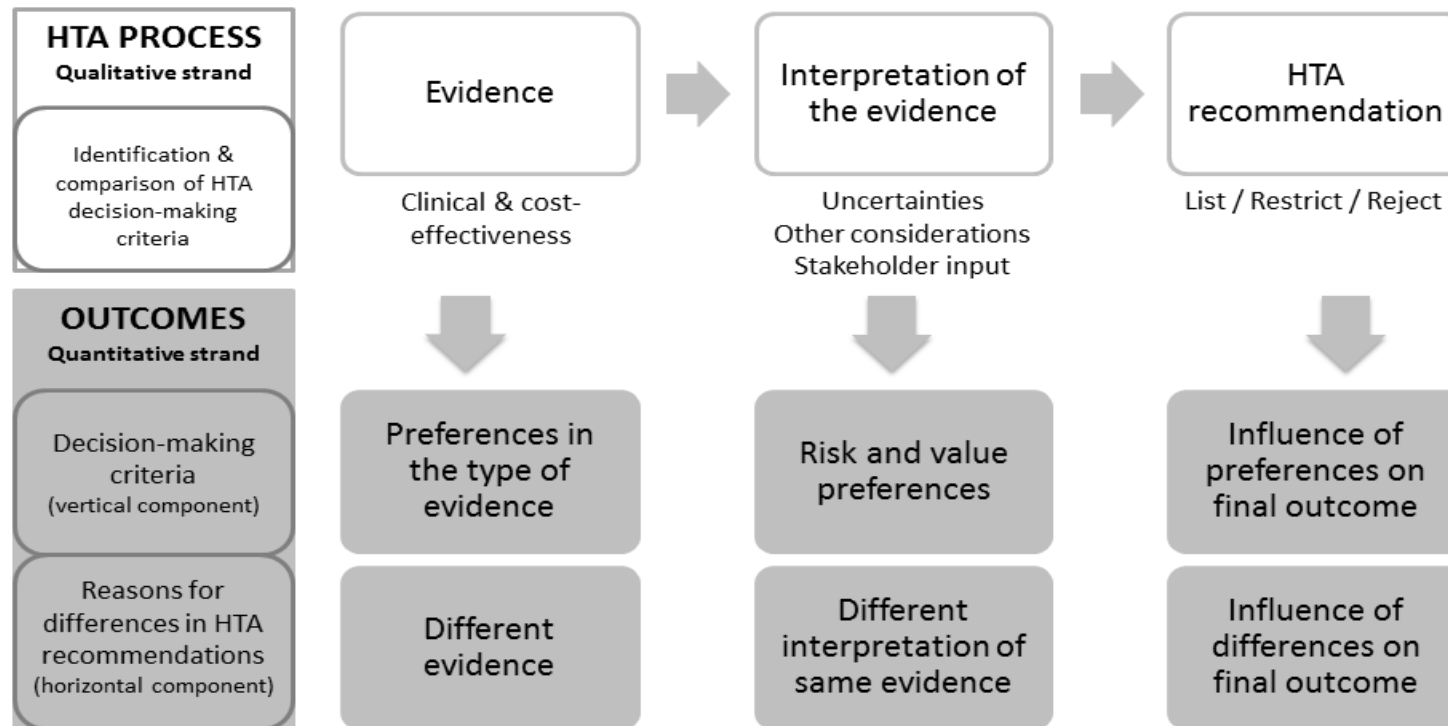 HTA PROCESS
Qualitative strand
Identification &
comparison of HTA
decision-making
criteria
Evidence
Clinical & cost-
effectiveness
Interpretation of
the evidence
Uncertainties
Other considerations
Stakeholder input
HTA
recommendation
List / Restrict / Reject
OUTCOMES
Quantitative strand
Decision-making
criteria
(vertical component)
Preferences in
the type of
evidence
Risk and value
preferences
Influence of
preferences on
final outcome
Reasons for
differences in HTA
recommendations
(horizontal component)
Different
evidence
Different
interpretation of
same evidence
Influence of
differences on
final outcome